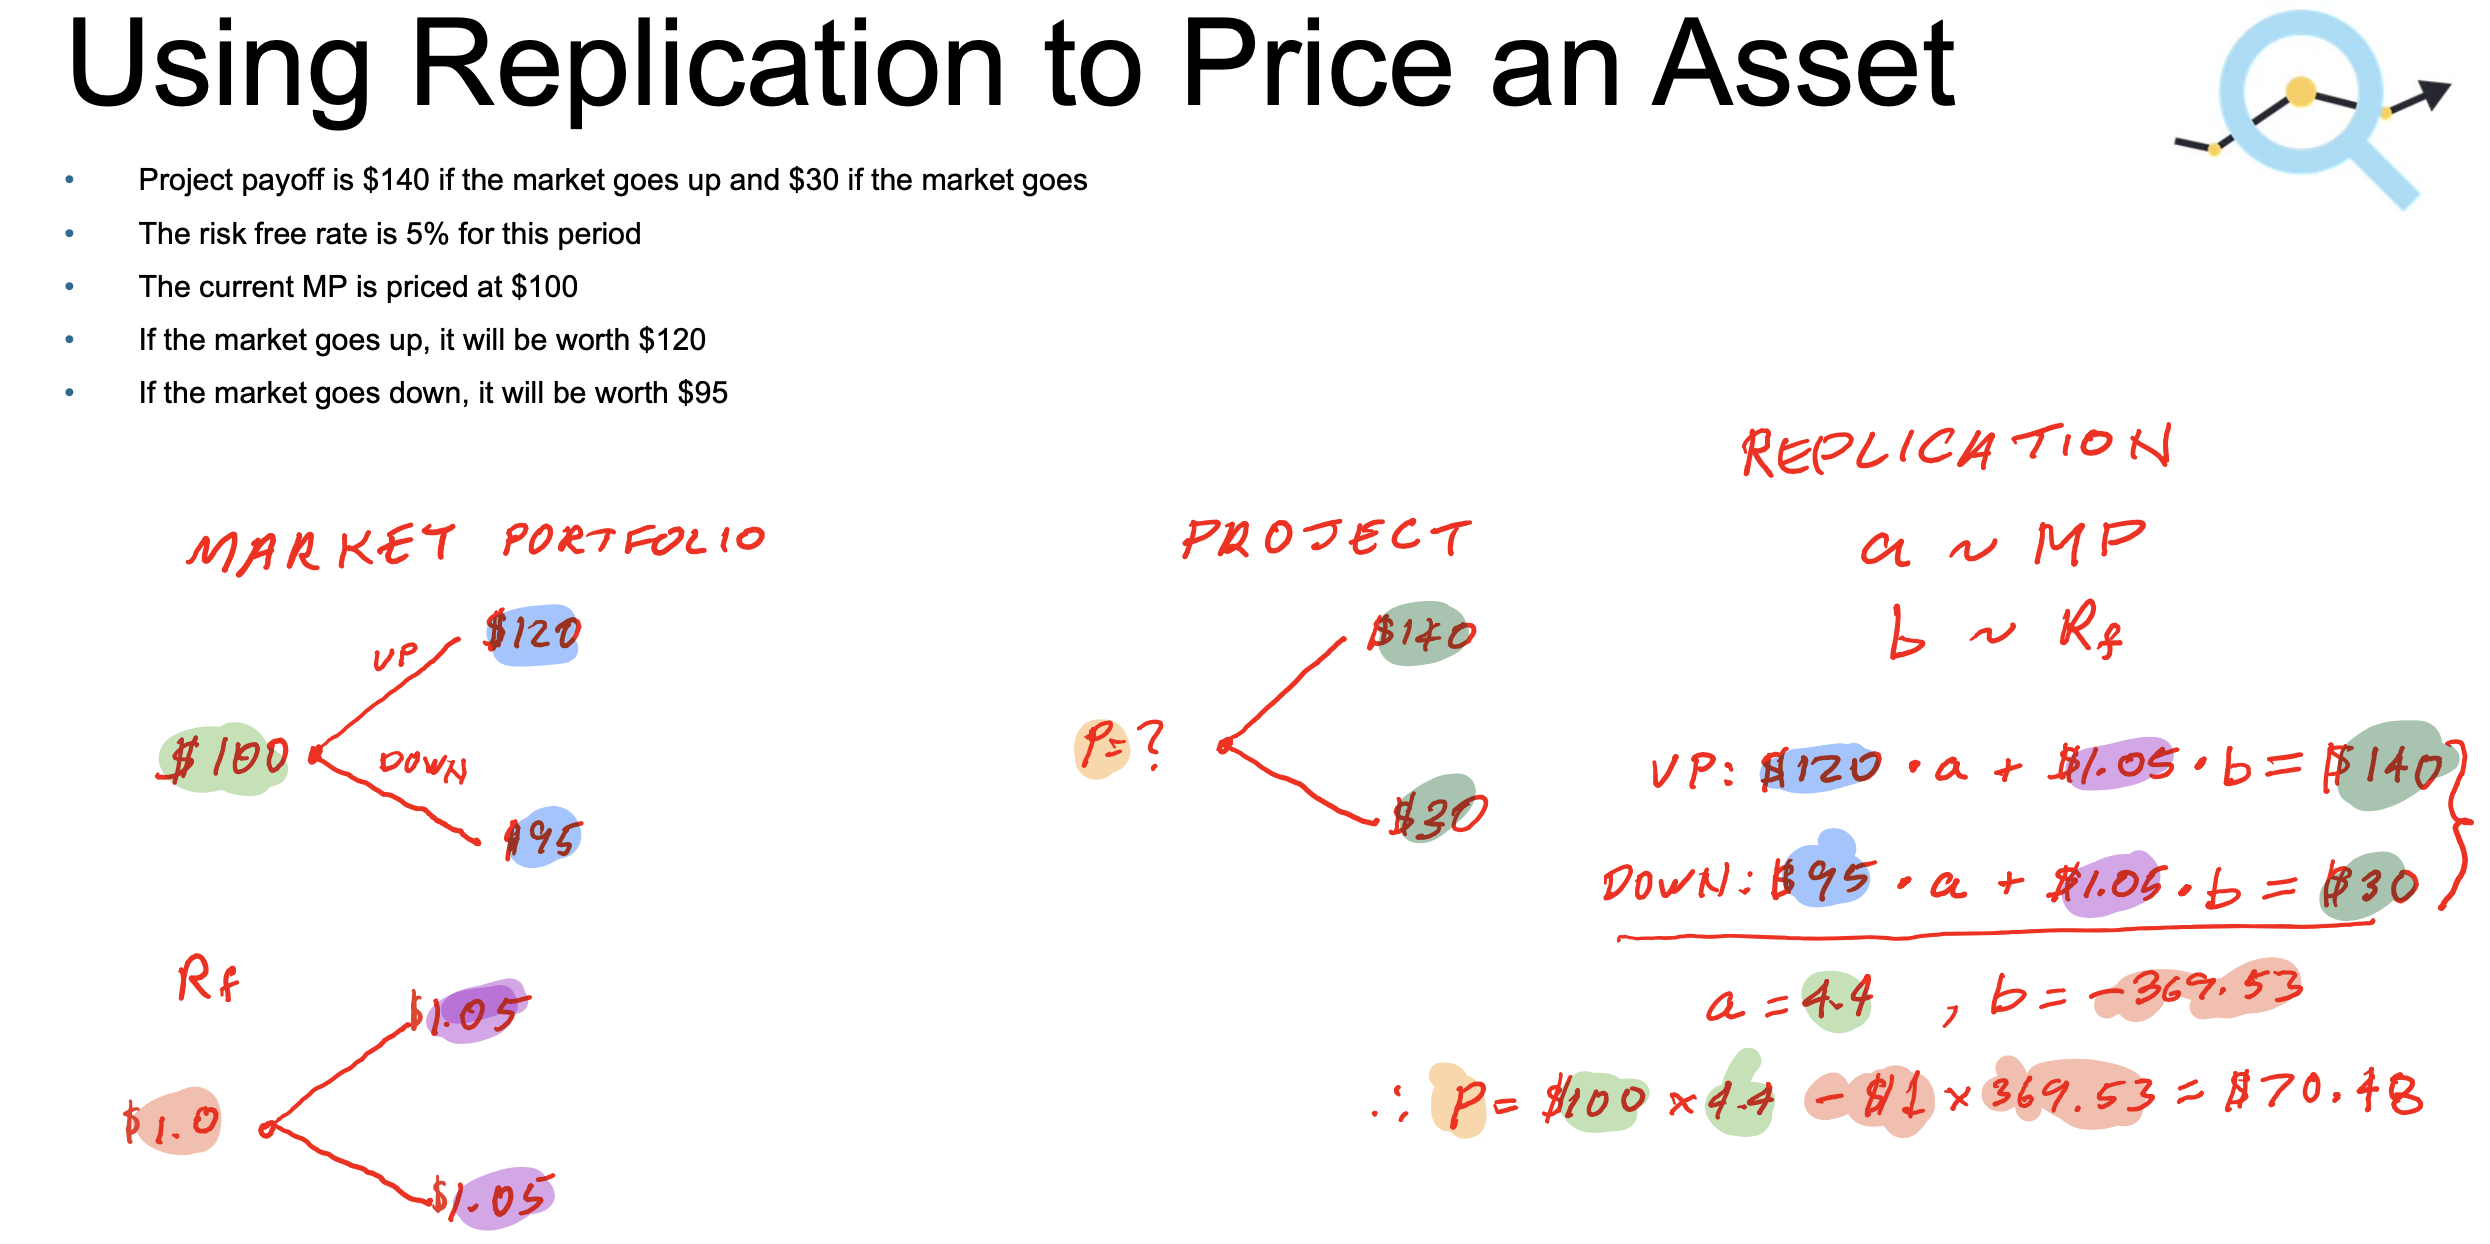 Using Replication to Price an Asset
• Project payoff is $140 if the market goes up and $30 if the market goes
• The risk free rate is 5% for this period
• The current MP is priced at $100
• If the market goes up, it will be worth $120
• If the market goes down, it will be worth $95
MARKET PORTFOLIO
UP
$120
$100
DOWN
$95
Rf
$1.05
$1.0
$1.05
PROJECT
$140
P=?
$30
REPLICATION
a ~ MP
b ~ Rf
UP: $120 · a + $1.05 · b = $140
DOWN: $95 · a + $1.05 · b = $30
a = 4.4 , b = -369.53
∴ P = $100 × 4.4 - $1 × 369.53 = $70.48